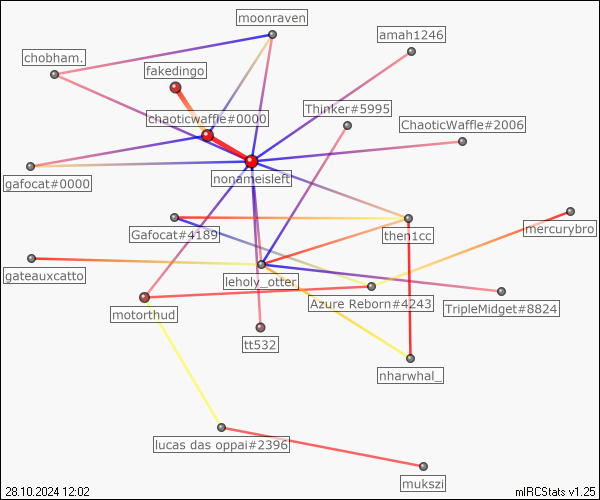 moonraven
amah1246
chobham.
fakedingo
Thinker#5995
chaoticwaffle#0000
ChaoticWaffle#2006
nonameisleft
gafocat#0000
mercurybro
Gafocat#4189
then1cc
gateauxcatto
leholy_otter
Azure Reborn#4243
TripleMidget#8824
motorthud
tt532
nharwhal_
lucas das oppai#2396
mukszi
28.10.2024 12:02
mIRCStats v1.25